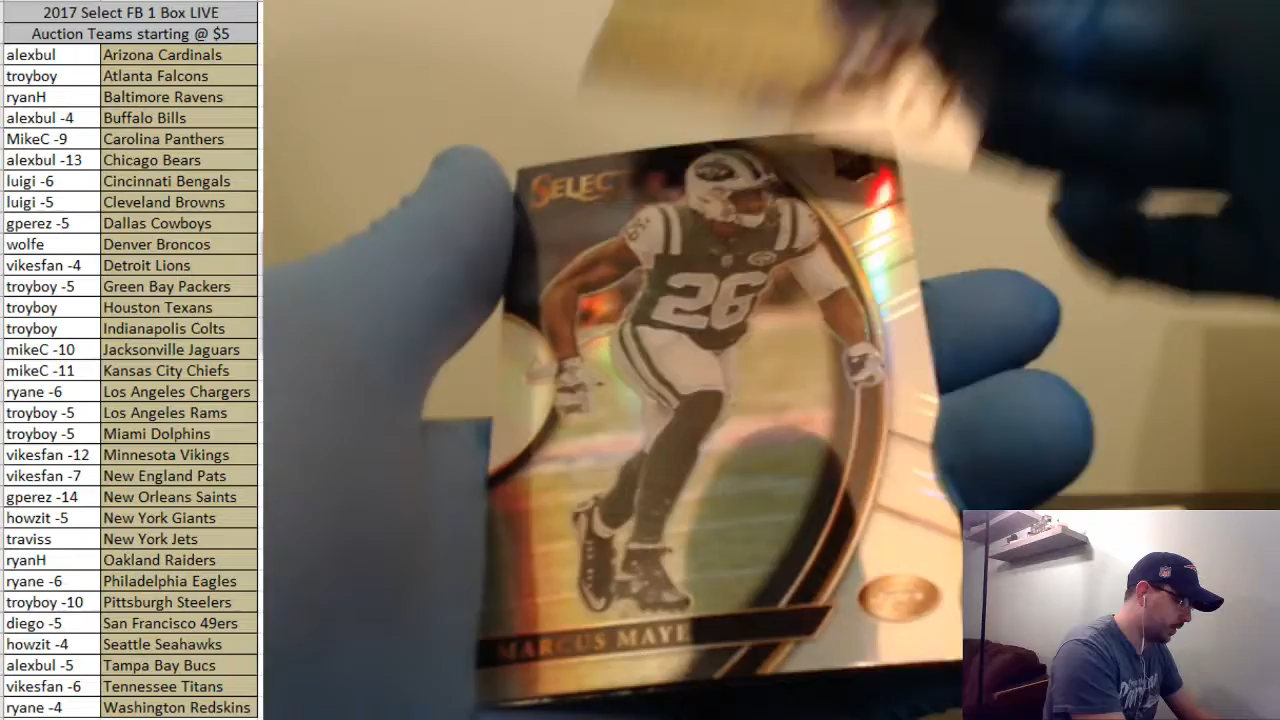 2017 Select FB 1 Box LIVE
Auction Teams starting @ $5
alexbul Arizona Cardinals
troyboy Atlanta Falcons
ryanH Baltimore Ravens
alexbul -4 Buffalo Bills
MikeC -9 Carolina Panthers
alexbul -13 Chicago Bears
luigi -6 Cincinnati Bengals
luigi -5 Cleveland Browns
gperez -5 Dallas Cowboys
wolfe Denver Broncos
vikesfan -4 Detroit Lions
troyboy -5 Green Bay Packers
troyboy Houston Texans
troyboy Indianapolis Colts
mikeC -10 Jacksonville Jaguars
mikeC -11 Kansas City Chiefs
ryane -6 Los Angeles Chargers
troyboy -5 Los Angeles Rams
troyboy -5 Miami Dolphins
vikesfan -12 Minnesota Vikings
vikesfan -7 New England Pats
gperez -14 New Orleans Saints
howzit -5 New York Giants
traviss New York Jets
ryanH Oakland Raiders
ryane -6 Philadelphia Eagles
troyboy -10 Pittsburgh Steelers
diego -5 San Francisco 49ers
howzit -4 Seattle Seahawks
alexbul -5 Tampa Bay Bucs
vikesfan -6 Tennessee Titans
ryane -4 Washington Redskins
SELECT
26
26
MARCUS MAYE